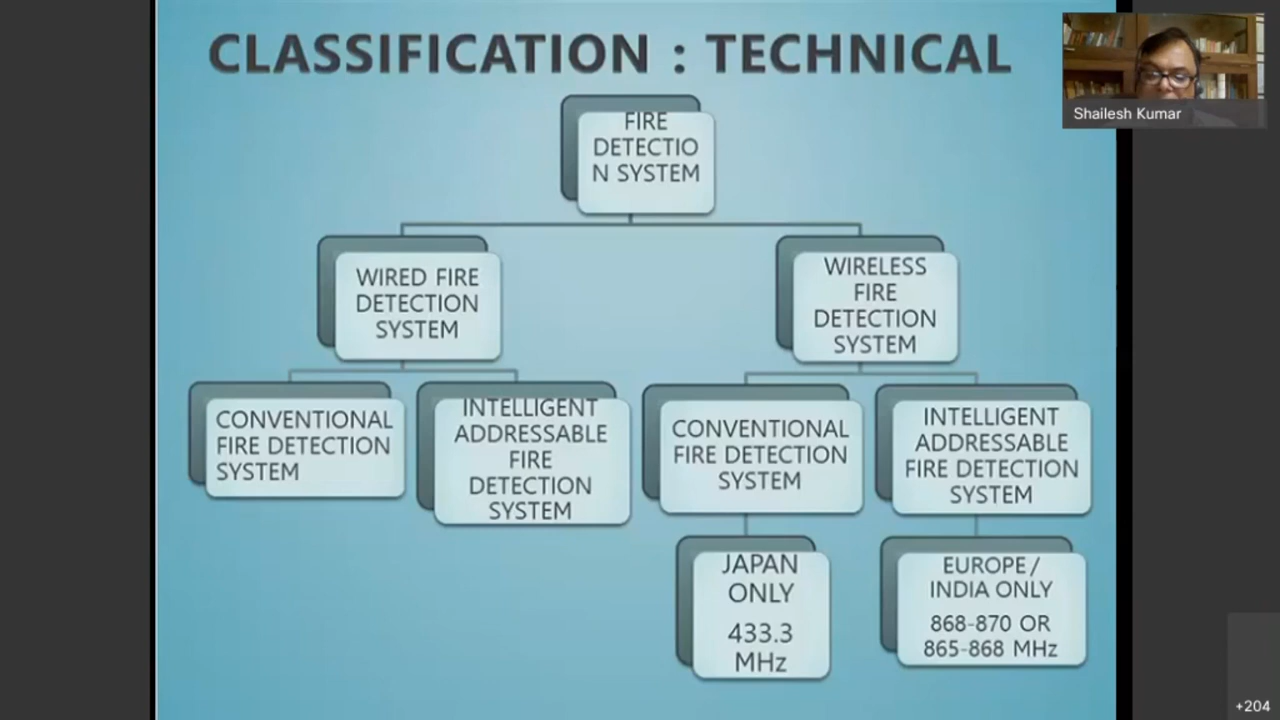 CLASSIFICATION : TECHNICAL
Shailesh Kumar
FIRE
DETECTIO
N SYSTEM
WIRED FIRE
DETECTION
SYSTEM
WIRELESS
FIRE
DETECTION
SYSTEM
CONVENTIONAL
FIRE DETECTION
SYSTEM
INTELLIGENT
ADDRESSABLE
FIRE
DETECTION
SYSTEM
CONVENTIONAL
FIRE DETECTION
SYSTEM
INTELLIGENT
ADDRESSABLE
FIRE DETECTION
SYSTEM
JAPAN
ONLY
433.3
MHz
EUROPE/
INDIA ONLY
868-870 OR
865-868 MHz
+204